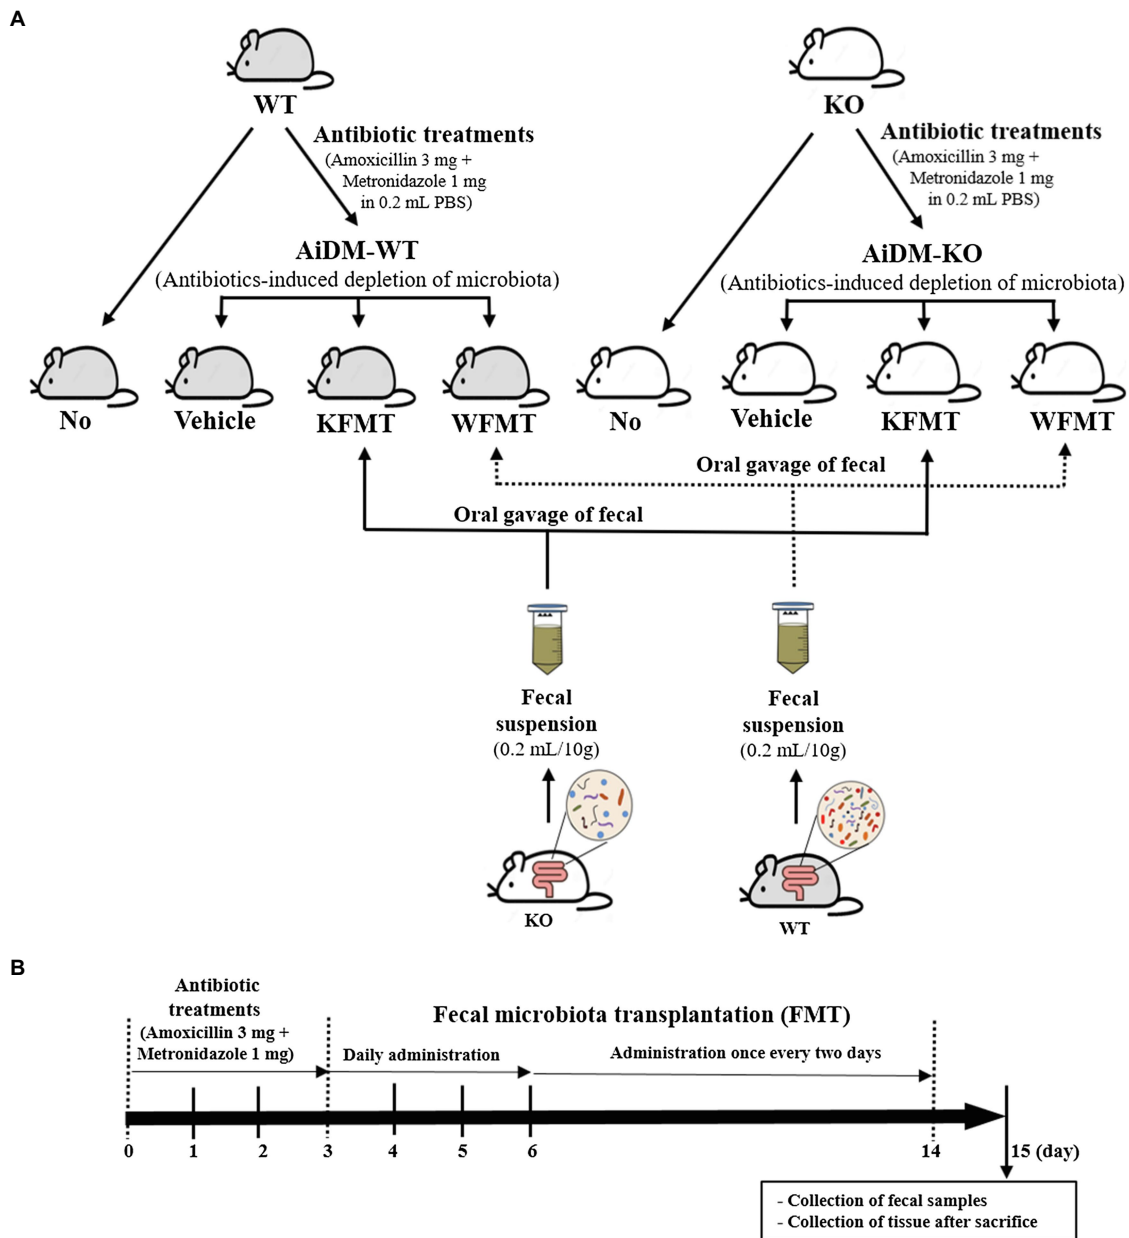 A
WT
Antibiotic treatments
(Amoxicillin 3 mg +
Metronidazole 1 mg
in 0.2 mL PBS)
AiDM-WT
(Antibiotics-induced depletion of microbiota)
No
Vehicle
KFMT
WFMT
KO
Antibiotic treatments
(Amoxicillin 3 mg +
Metronidazole 1 mg
in 0.2 mL PBS)
AiDM-KO
(Antibiotics-induced depletion of microbiota)
No
Vehicle
KFMT
WFMT
Oral gavage of fecal
Oral gavage of fecal
Fecal
suspension
(0.2 mL/10g)
KO
Fecal
suspension
(0.2 mL/10g)
WT
B
Antibiotic
treatments
(Amoxicillin 3 mg +
Metronidazole 1 mg)
Fecal microbiota transplantation (FMT)
Daily administration
Administration once every two days
0 1 2 3 4 5 6 14 15 (day)
- Collection of fecal samples
- Collection of tissue after sacrifice